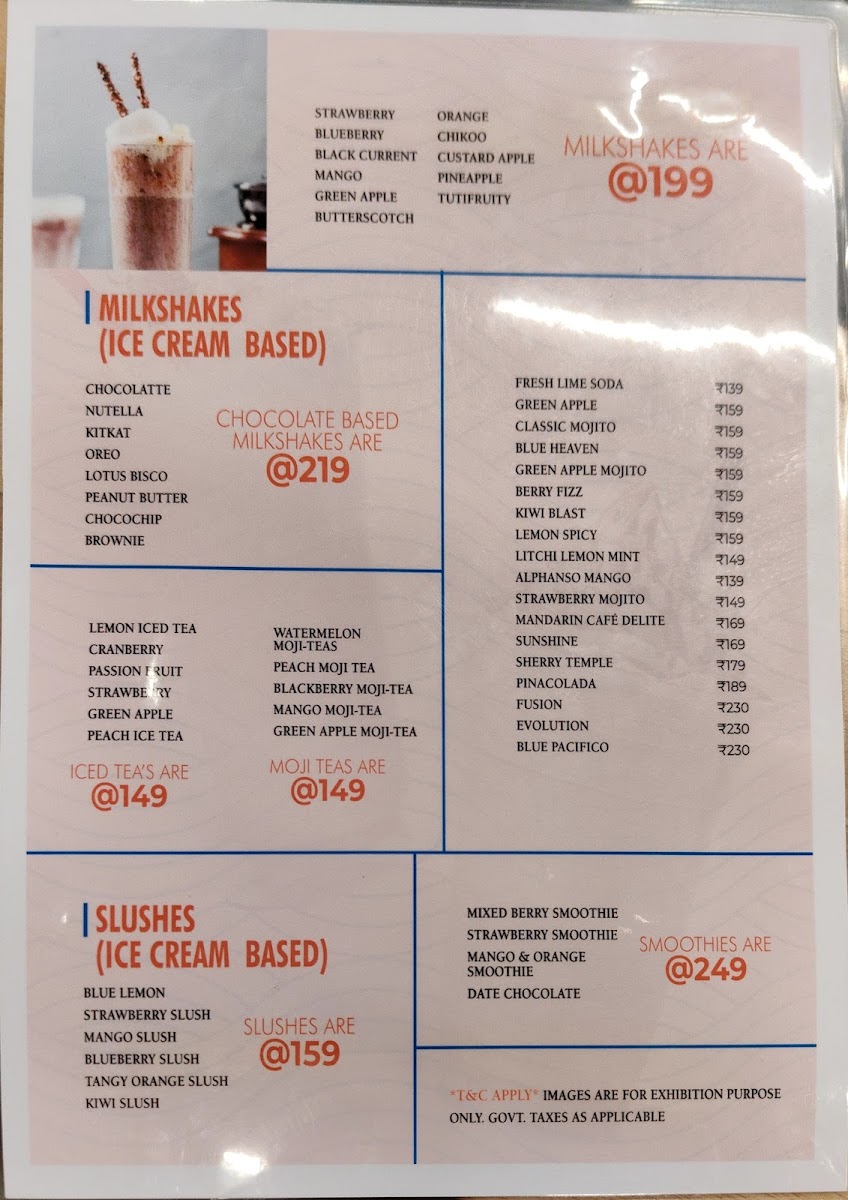 STRAWBERRY
BLUEBERRY
BLACK CURRENT
MANGO
GREEN APPLE
BUTTERSCOTCH
ORANGE
CHIKOO
CUSTARD APPLE
PINEAPPLE
TUTIFRUITY
MILKSHAKES ARE
@199
MILKSHAKES
(ICE CREAM BASED)
CHOCOLATTE
NUTELLA
KITKAT
OREO
LOTUS BISCO
PEANUT BUTTER
CHOCOCHIP
BROWNIE
CHOCOLATE BASED
MILKSHAKES ARE
@219
FRESH LIME SODA ₹139
GREEN APPLE ₹159
CLASSIC MOJITO ₹159
BLUE HEAVEN ₹159
GREEN APPLE MOJITO ₹159
BERRY FIZZ ₹159
KIWI BLAST ₹159
LEMON SPICY ₹159
LITCHI LEMON MINT ₹149
ALPHANSO MANGO ₹139
STRAWBERRY MOJITO ₹149
MANDARIN CAFÉ DELITE ₹169
SUNSHINE ₹169
SHERRY TEMPLE ₹179
PINACOLADA ₹189
FUSION ₹230
EVOLUTION ₹230
BLUE PACIFICO ₹230
LEMON ICED TEA
CRANBERRY
PASSION FRUIT
STRAWBERRY
GREEN APPLE
PEACH ICE TEA
ICED TEA'S ARE
@149
WATERMELON
MOJI-TEAS
PEACH MOJI TEA
BLACKBERRY MOJI-TEA
MANGO MOJI-TEA
GREEN APPLE MOJI-TEA
MOJI TEAS ARE
@149
SLUSHES
(ICE CREAM BASED)
BLUE LEMON
STRAWBERRY SLUSH
MANGO SLUSH
BLUEBERRY SLUSH
TANGY ORANGE SLUSH
KIWI SLUSH
SLUSHES ARE
@159
MIXED BERRY SMOOTHIE
STRAWBERRY SMOOTHIE
MANGO & ORANGE
SMOOTHIE
DATE CHOCOLATE
SMOOTHIES ARE
@249
*T&C APPLY* IMAGES ARE FOR EXHIBITION PURPOSE
ONLY. GOVT. TAXES AS APPLICABLE